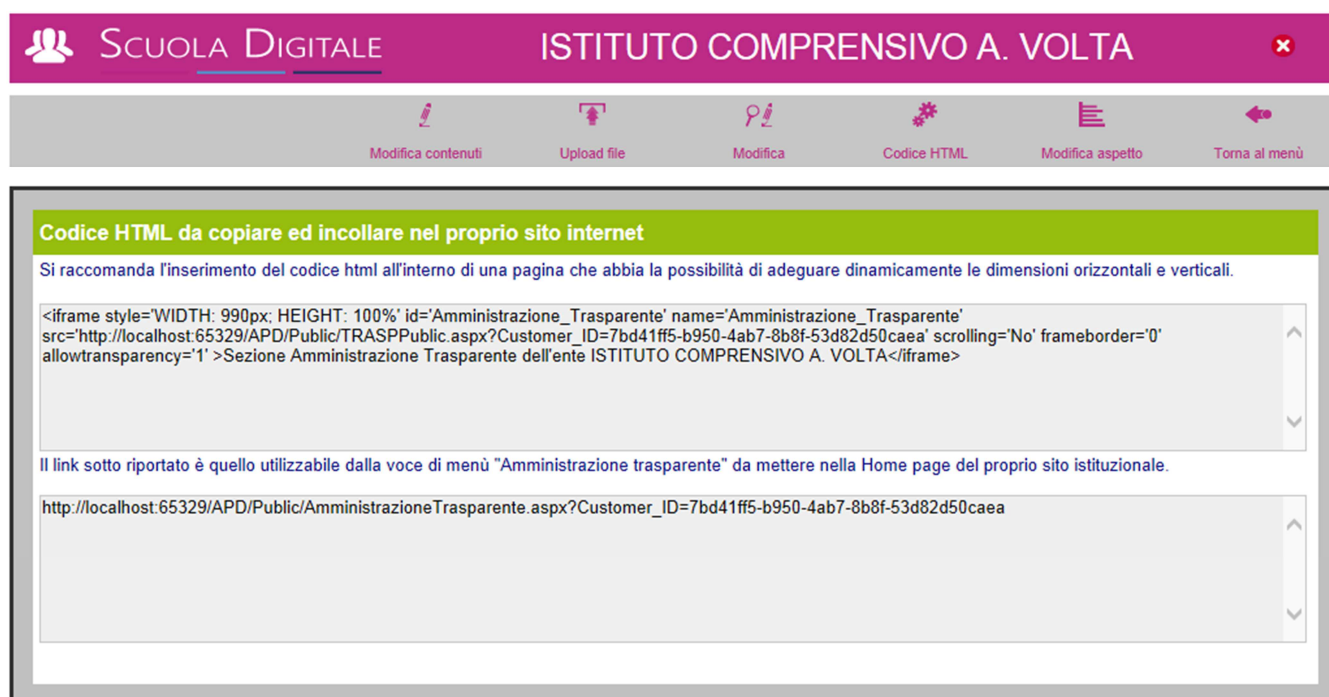 SCUOLA DIGITALE
ISTITUTO COMPRENSIVO A. VOLTA
Modifica contenuti
Upload file
Modifica
Codice HTML
Modifica aspetto
Torna al menù
Codice HTML da copiare ed incollare nel proprio sito internet
Si raccomanda l'inserimento del codice html all'interno di una pagina che abbia la possibilità di adeguare dinamicamente le dimensioni orizzontali e verticali.
<iframe style='WIDTH: 990px; HEIGHT: 100%' id='Amministrazione_Trasparente' name='Amministrazione_Trasparente'
src='http://localhost:65329/APD/Public/TRASPPublic.aspx?Customer_ID=7bd41ff5-b950-4ab7-8b8f-53d82d50caea' scrolling='No' frameborder='0'
allowtransparency='1' >Sezione Amministrazione Trasparente dell'ente ISTITUTO COMPRENSIVO A. VOLTA</iframe>
Il link sotto riportato è quello utilizzabile dalla voce di menù "Amministrazione trasparente" da mettere nella Home page del proprio sito istituzionale.
http://localhost:65329/APD/Public/AmministrazioneTrasparente.aspx?Customer_ID=7bd41ff5-b950-4ab7-8b8f-53d82d50caea